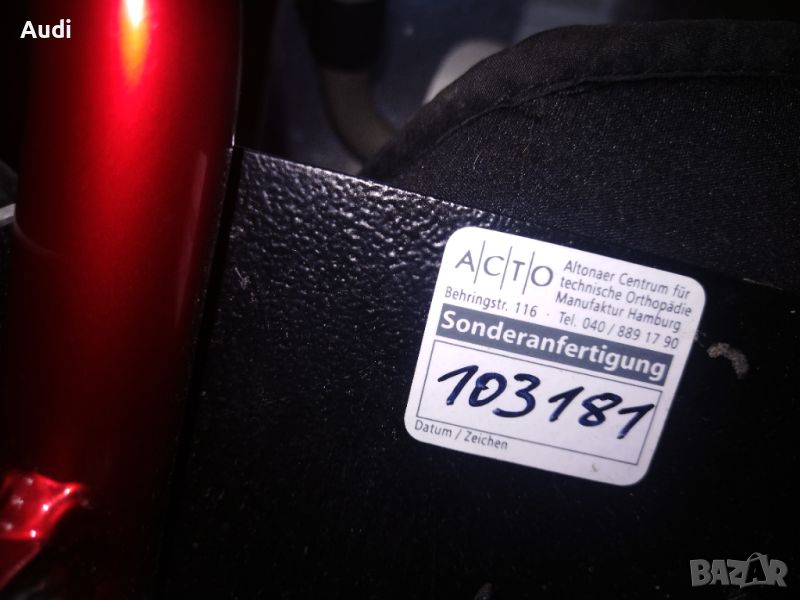 Audi
A|C|T|O
Altonaer Centrum für
technische Orthopädie
Manufaktur Hamburg
Behringstr. 116 · Tel. 040 / 889 17 90
Sonderanfertigung
103181
Datum / Zeichen
BAZAR